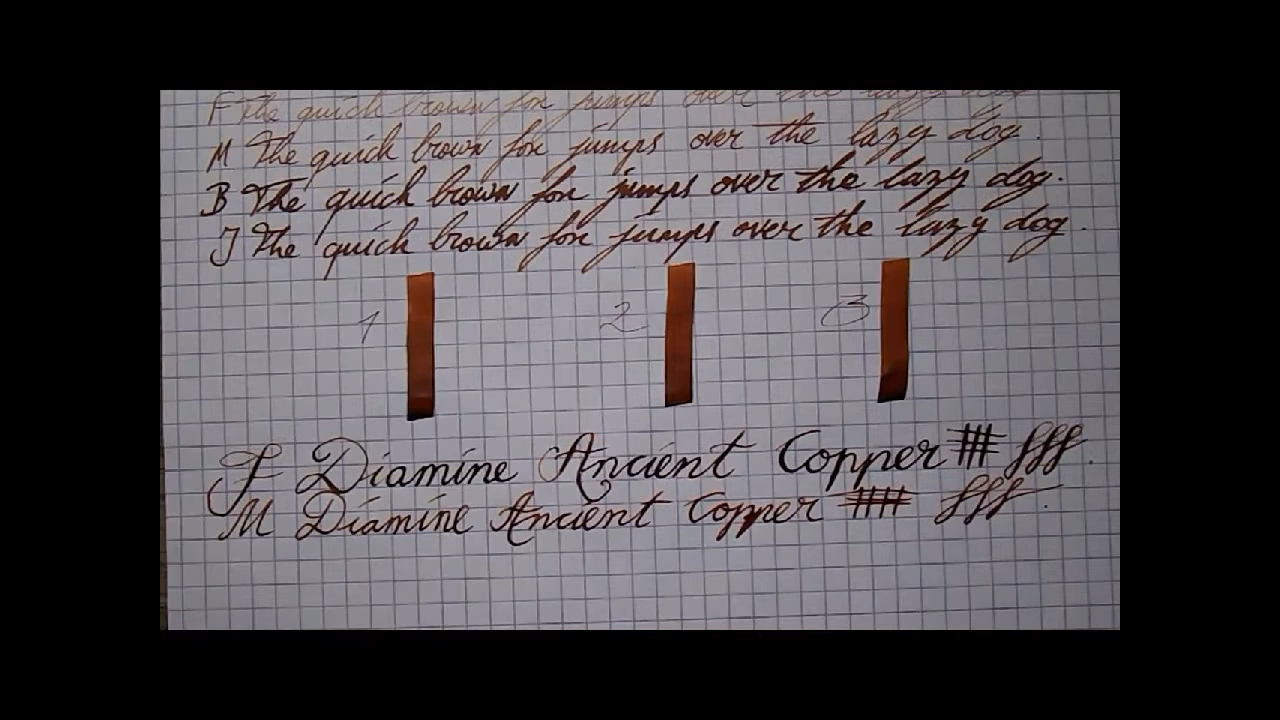 F The quick brown fox jumps over the lazy dog
M The quick brown fox jumps over the lazy dog.
B The quick brown fox jumps over the lazy dog.
J The quick brown fox jumps over the lazy dog.
1 2 3
F Diamine Ancient Copper ## fff.
M Diamine Ancient Copper ## fff.